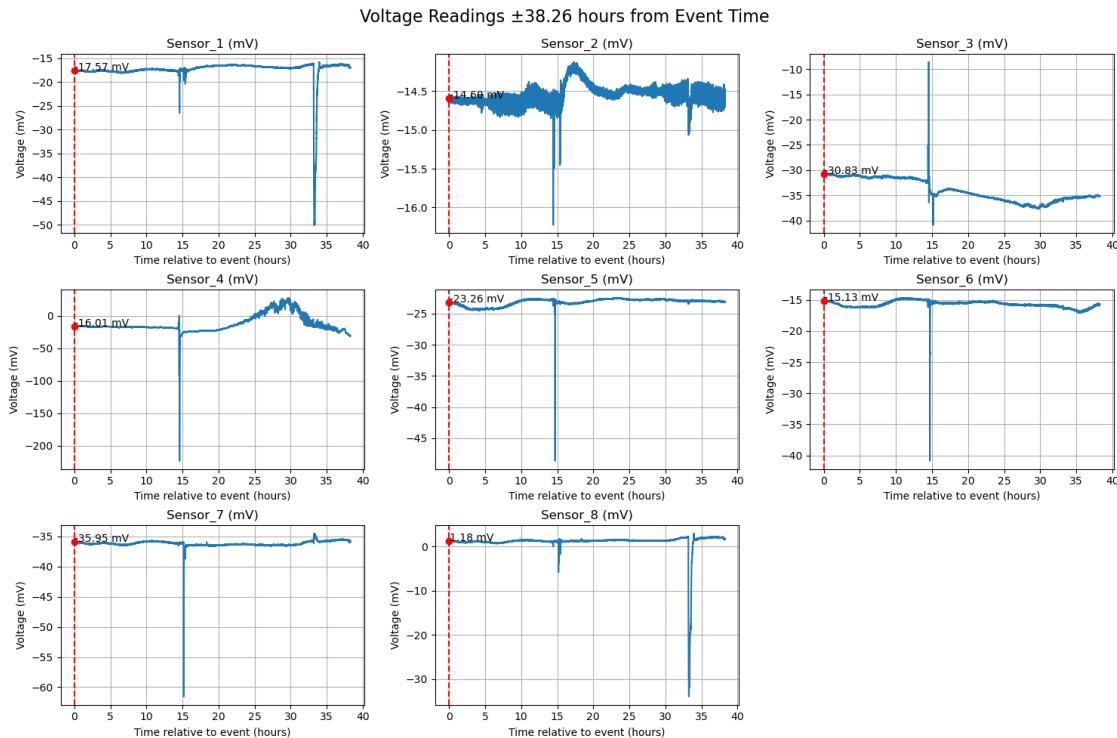 Voltage Readings ±38.26 hours from Event Time
Sensor_1 (mV)
−15
−20
−25
−30
−35
−40
−45
−50
Voltage (mV)
17.57 mV
0 5 10 15 20 25 30 35 40
Time relative to event (hours)
Sensor_2 (mV)
−14.5
−15.0
−15.5
−16.0
Voltage (mV)
14.60 mV
0 5 10 15 20 25 30 35 40
Time relative to event (hours)
Sensor_3 (mV)
−10
−15
−20
−25
−30
−35
−40
Voltage (mV)
30.83 mV
0 5 10 15 20 25 30 35 40
Time relative to event (hours)
Sensor_4 (mV)
0
−50
−100
−150
−200
Voltage (mV)
16.01 mV
0 5 10 15 20 25 30 35 40
Time relative to event (hours)
Sensor_5 (mV)
−25
−30
−35
−40
−45
Voltage (mV)
23.26 mV
0 5 10 15 20 25 30 35 40
Time relative to event (hours)
Sensor_6 (mV)
−15
−20
−25
−30
−35
−40
Voltage (mV)
15.13 mV
0 5 10 15 20 25 30 35 40
Time relative to event (hours)
Sensor_7 (mV)
−35
−40
−45
−50
−55
−60
Voltage (mV)
35.95 mV
0 5 10 15 20 25 30 35 40
Time relative to event (hours)
Sensor_8 (mV)
0
−10
−20
−30
Voltage (mV)
1.18 mV
0 5 10 15 20 25 30 35 40
Time relative to event (hours)